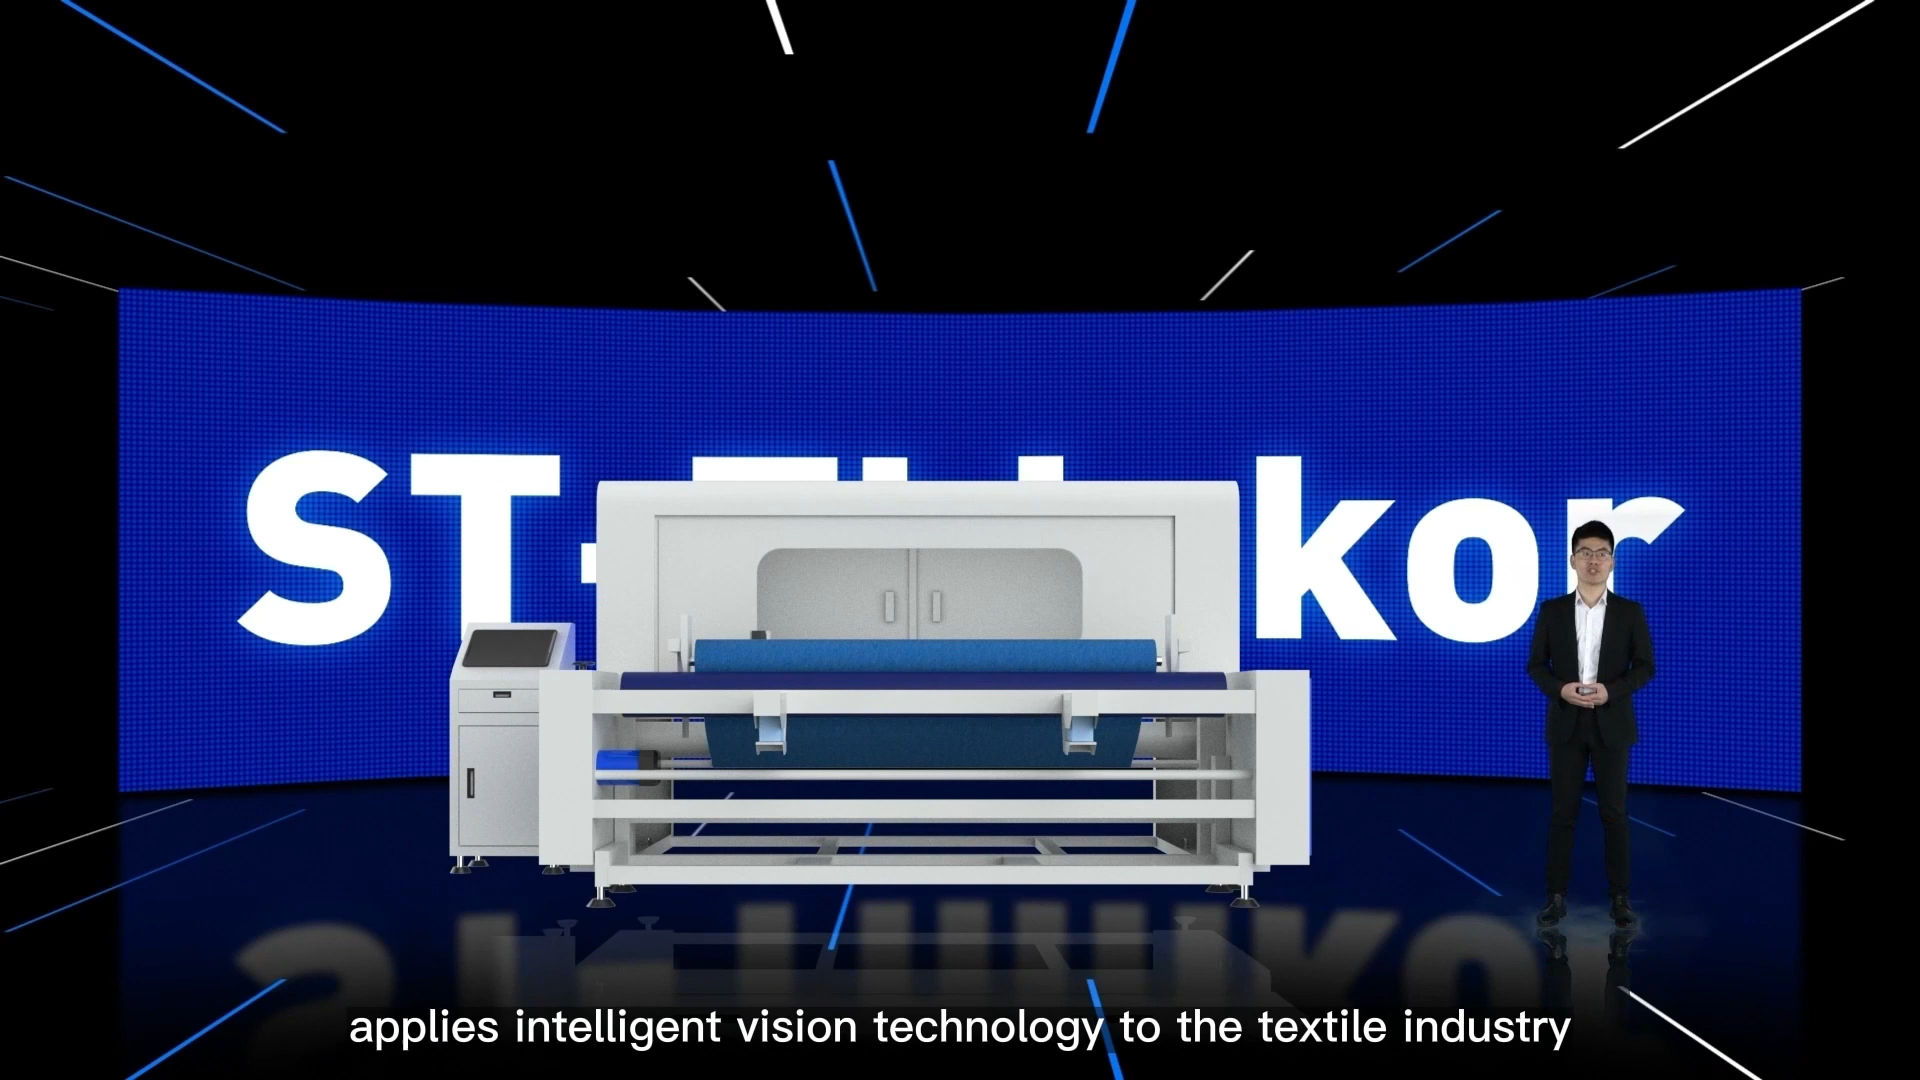 ST- kor
applies intelligent vision technology to the textile industry